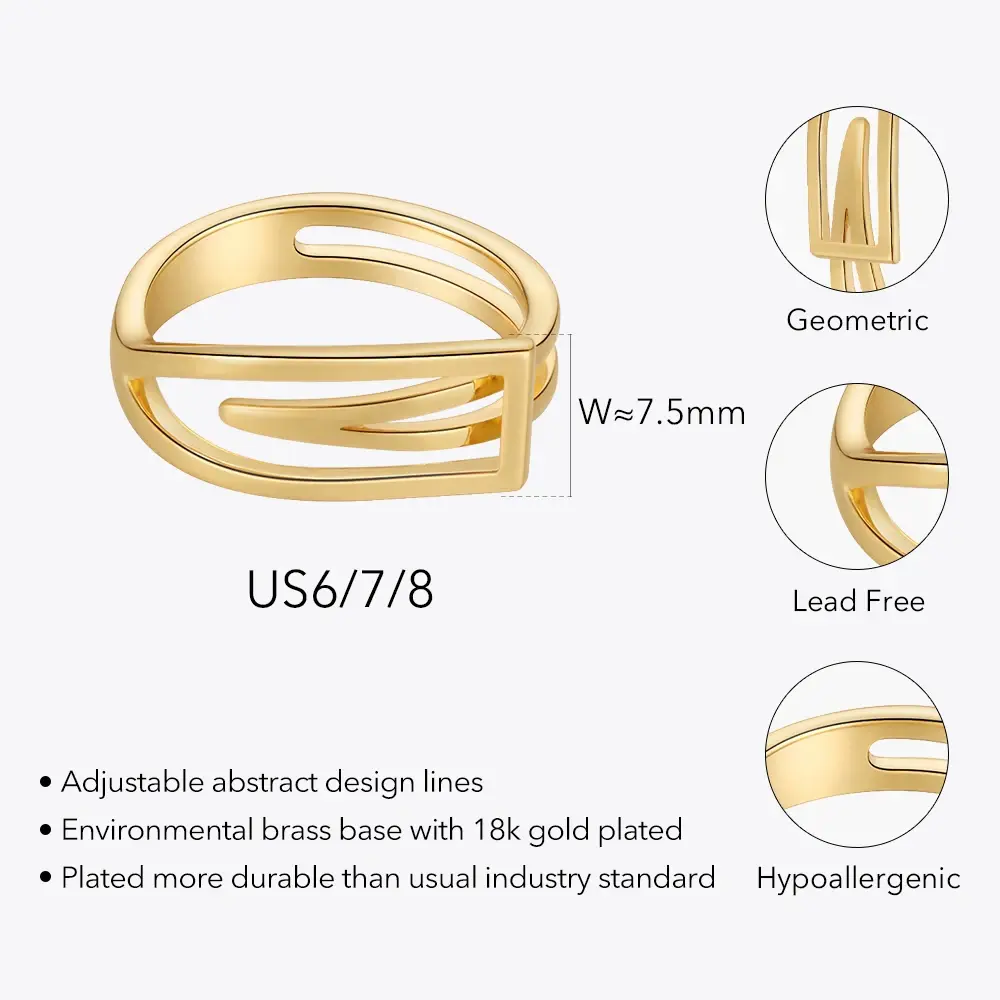 Geometric
W≈7.5mm
US6/7/8
Lead Free
• Adjustable abstract design lines
• Environmental brass base with 18k gold plated
• Plated more durable than usual industry standard
Hypoallergenic